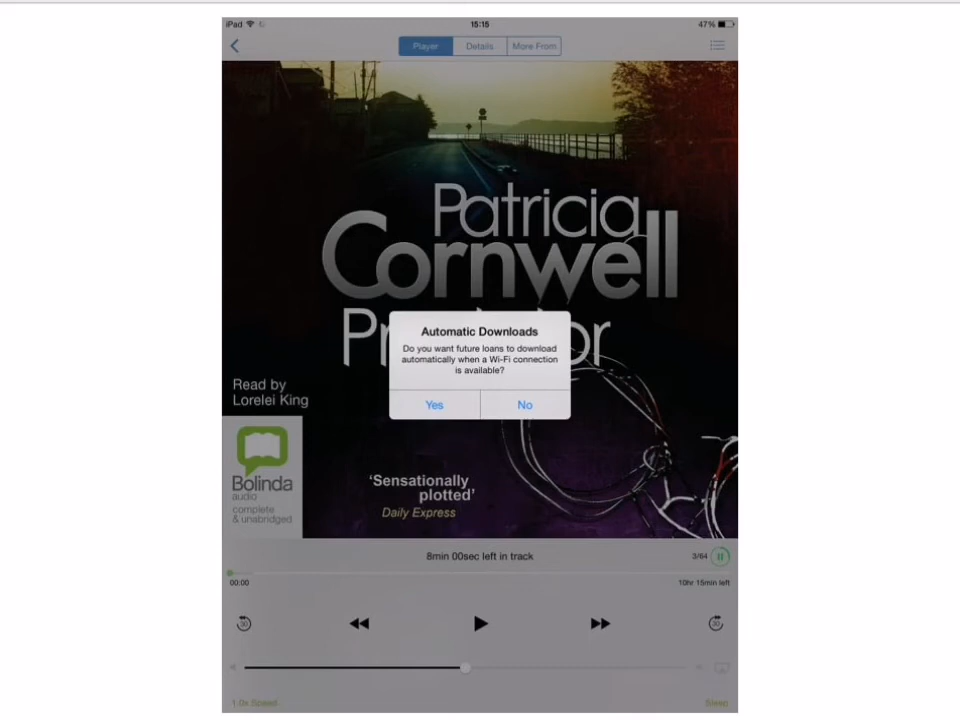 iPad 15:15 47%
Player Details More From
Patricia
Cornwell
Automatic Downloads
Do you want future loans to download
automatically when a Wi-Fi connection
is available?
Yes No
Read by
Lorelei King
Bolinda
audio
complete
& unabridged
‘Sensationally
plotted’
Daily Express
8min 00sec left in track 3/64
00:00 10hr 15min left
30 30
1.0x Speed Sleep